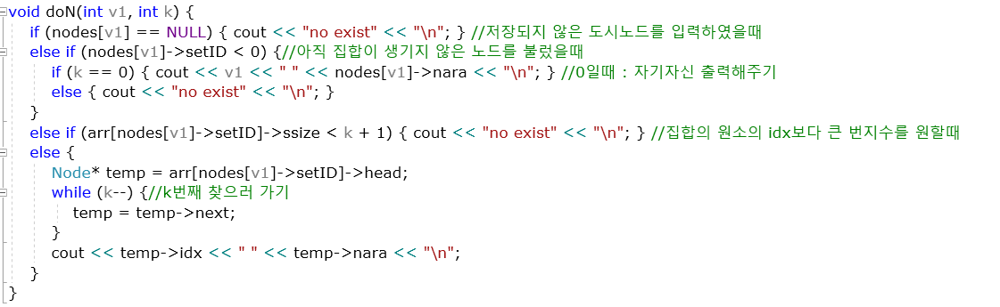 void doN(int v1, int k) {
if (nodes[v1] == NULL) { cout << "no exist" << "\n"; } //저장되지 않은 도시노드를 입력하였을때
else if (nodes[v1]->setID < 0) {//아직 집합이 생기지 않은 노드를 불렀을때
if (k == 0) { cout << v1 << " " << nodes[v1]->nara << "\n"; } //0일때 : 자기자신 출력해주기
else { cout << "no exist" << "\n"; }
}
else if (arr[nodes[v1]->setID]->ssize < k + 1) { cout << "no exist" << "\n"; } //집합의 원소의 idx보다 큰 번지수를 원할때
else {
Node* temp = arr[nodes[v1]->setID]->head;
while (k--) {//k번째 찾으러 가기
temp = temp->next;
}
cout << temp->idx << " " << temp->nara << "\n";
}
}